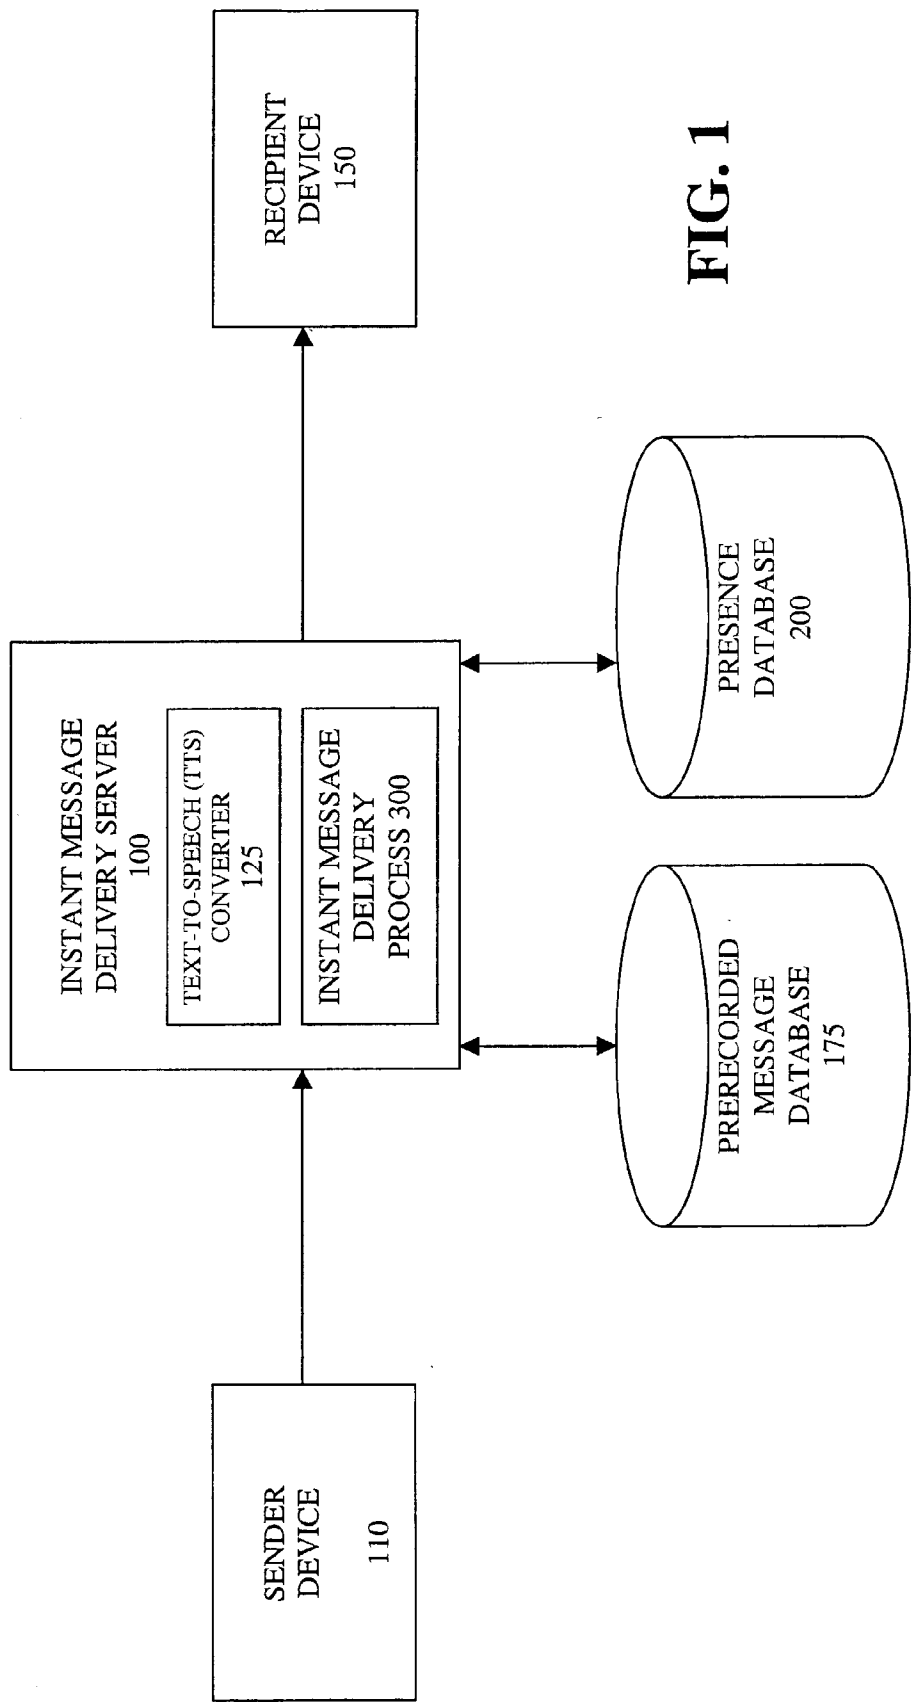 INSTANT MESSAGE
DELIVERY SERVER
100
TEXT-TO-SPEECH (TTS)
CONVERTER
125
INSTANT MESSAGE
DELIVERY
PROCESS 300
SENDER
DEVICE
110
RECIPIENT
DEVICE
150
PRERECORDED
MESSAGE
DATABASE
175
PRESENCE
DATABASE
200
FIG. 1